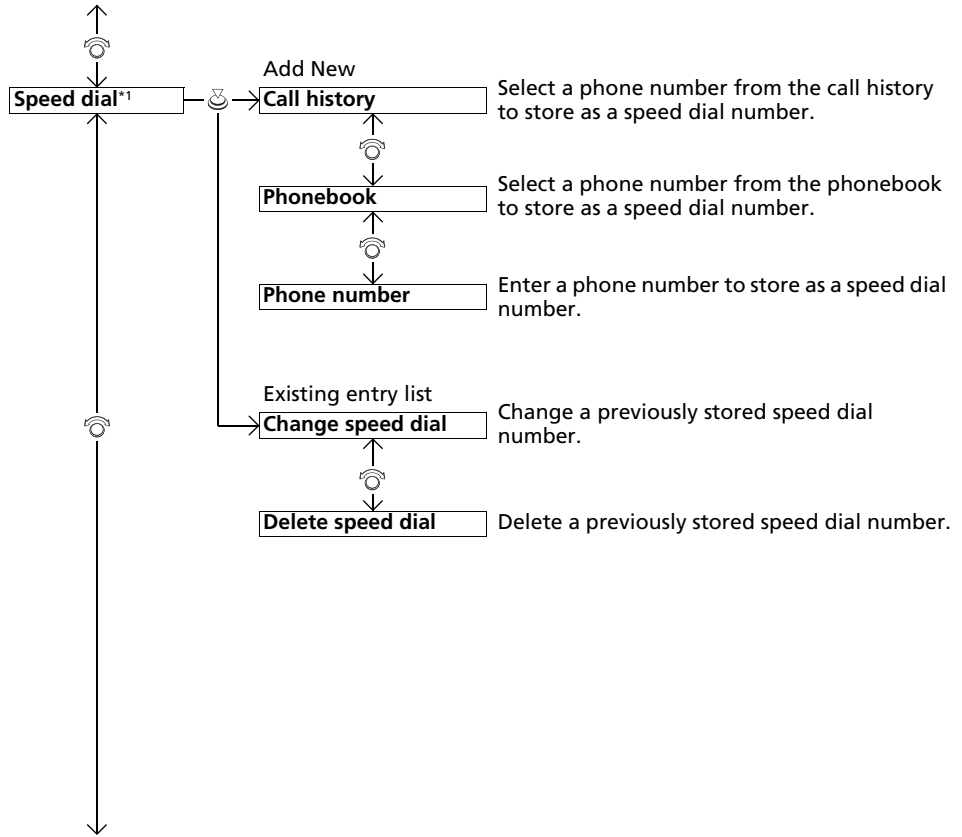 Add New
Speed dial*1
Call history
Select a phone number from the call history
to store as a speed dial number.
Phonebook
Select a phone number from the phonebook
to store as a speed dial number.
Phone number
Enter a phone number to store as a speed dial
number.
Existing entry list
Change speed dial
Change a previously stored speed dial
number.
Delete speed dial
Delete a previously stored speed dial number.